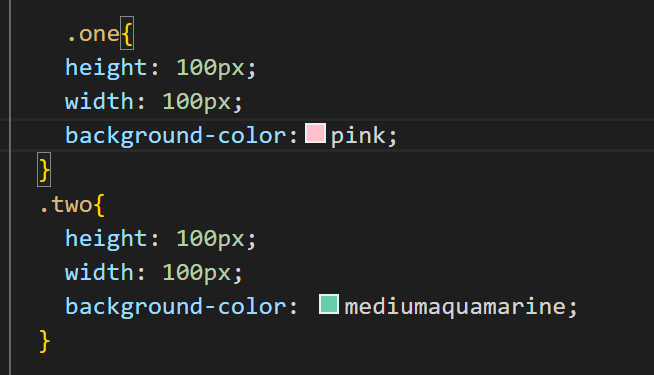 .one{
height: 100px;
width: 100px;
background-color:pink;
}
.two{
height: 100px;
width: 100px;
background-color: mediumaquamarine;
}